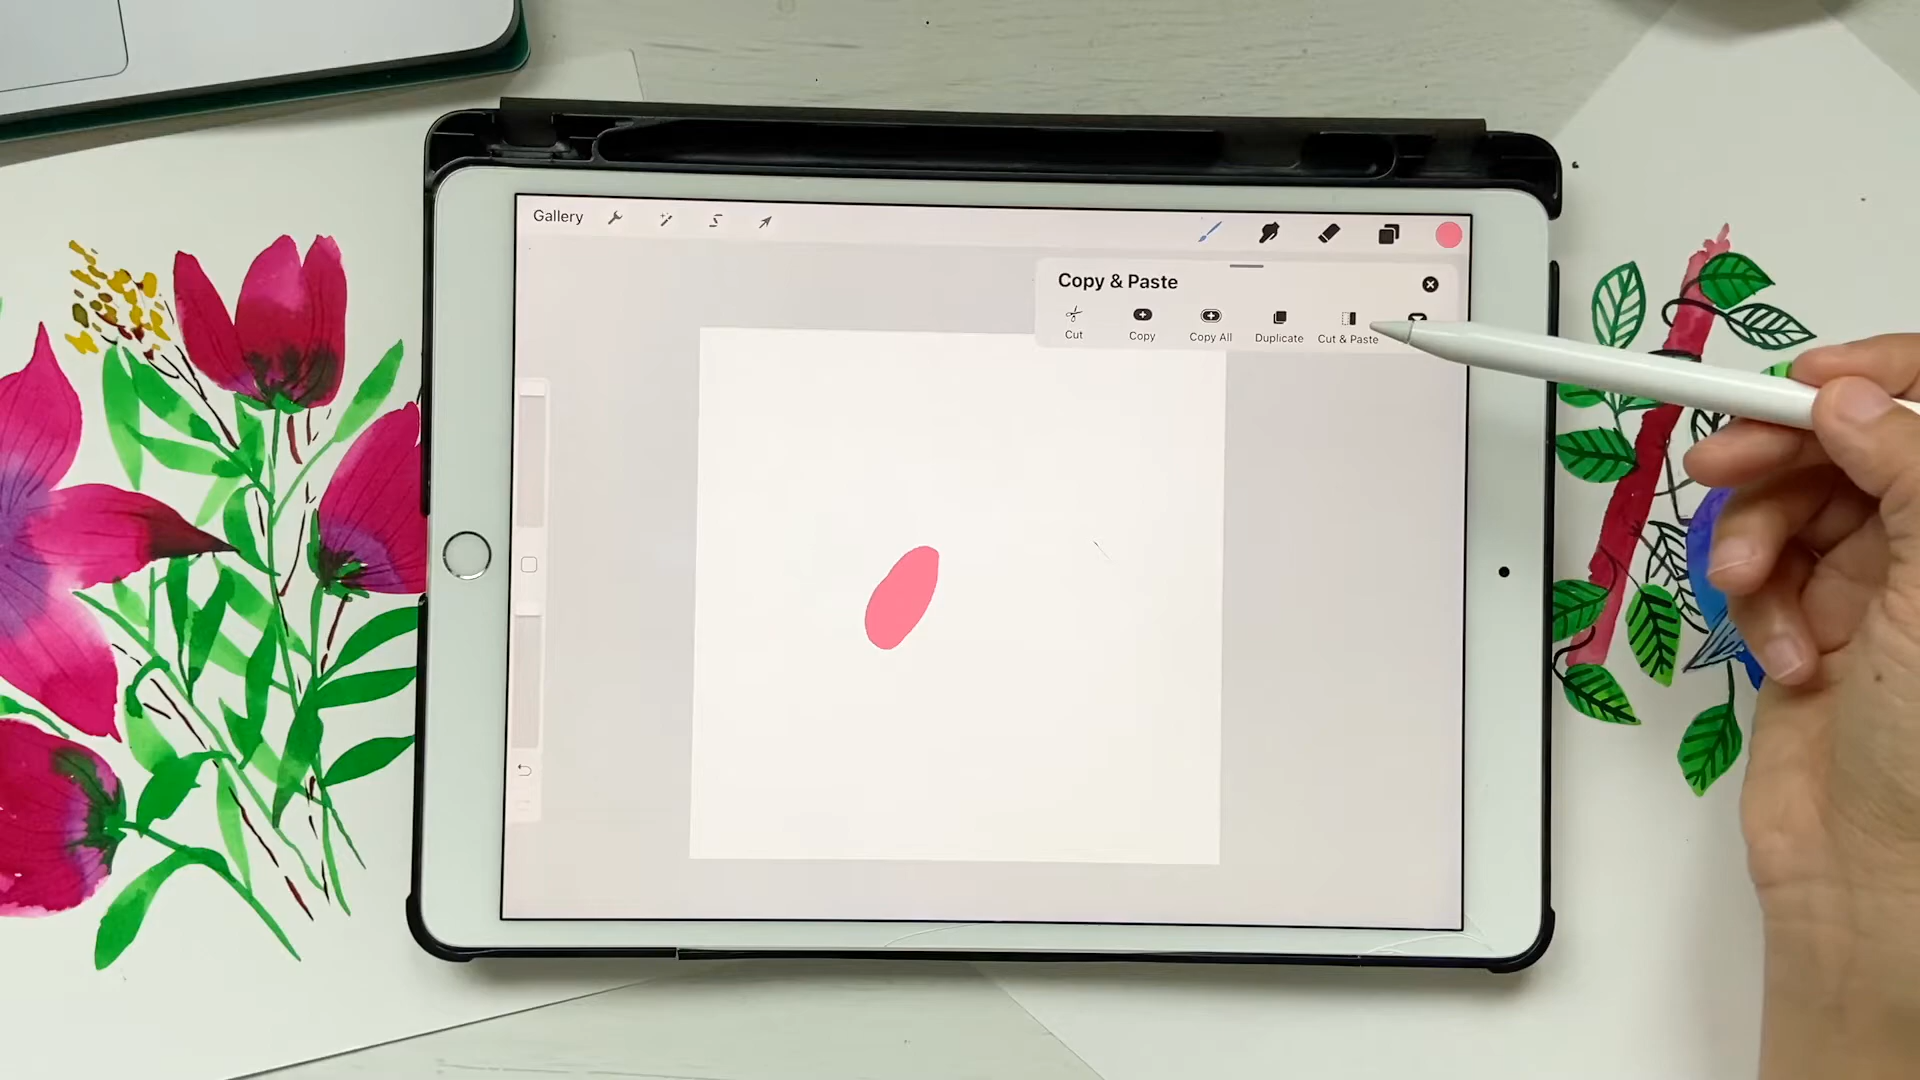 Gallery
Copy & Paste
Cut
Copy
Copy All
Duplicate
Cut & Paste